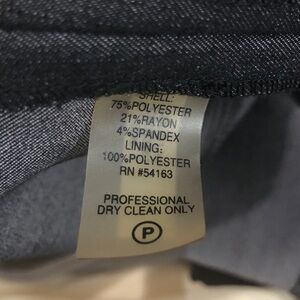 SHELL:
75%POLYESTER
21%RAYON
4%SPANDEX
LINING:
100%POLYESTER
RN #54163
PROFESSIONAL
DRY CLEAN ONLY
P